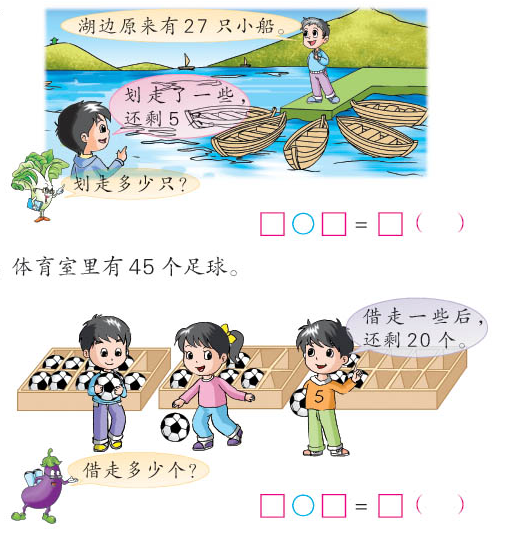 湖边原来有27只小船。
划走了一些，
还剩5
划走多少只？
□○□=□（ ）
体育室里有45个足球。
借走一些后，
还剩20个。
5
借走多少个？
□○□=□（ ）